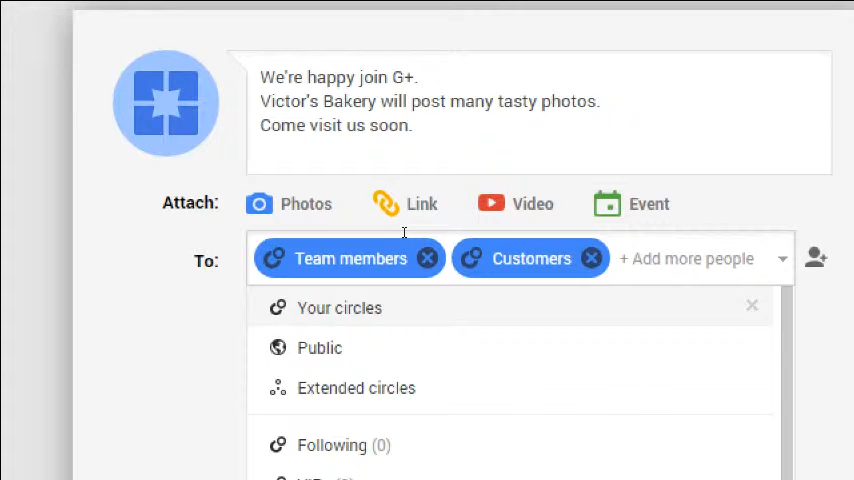 We're happy join G+.
Victor's Bakery will post many tasty photos.
Come visit us soon.
Attach: Photos Link Video Event
To: Team members Customers + Add more people
Your circles
Public
Extended circles
Following (0)